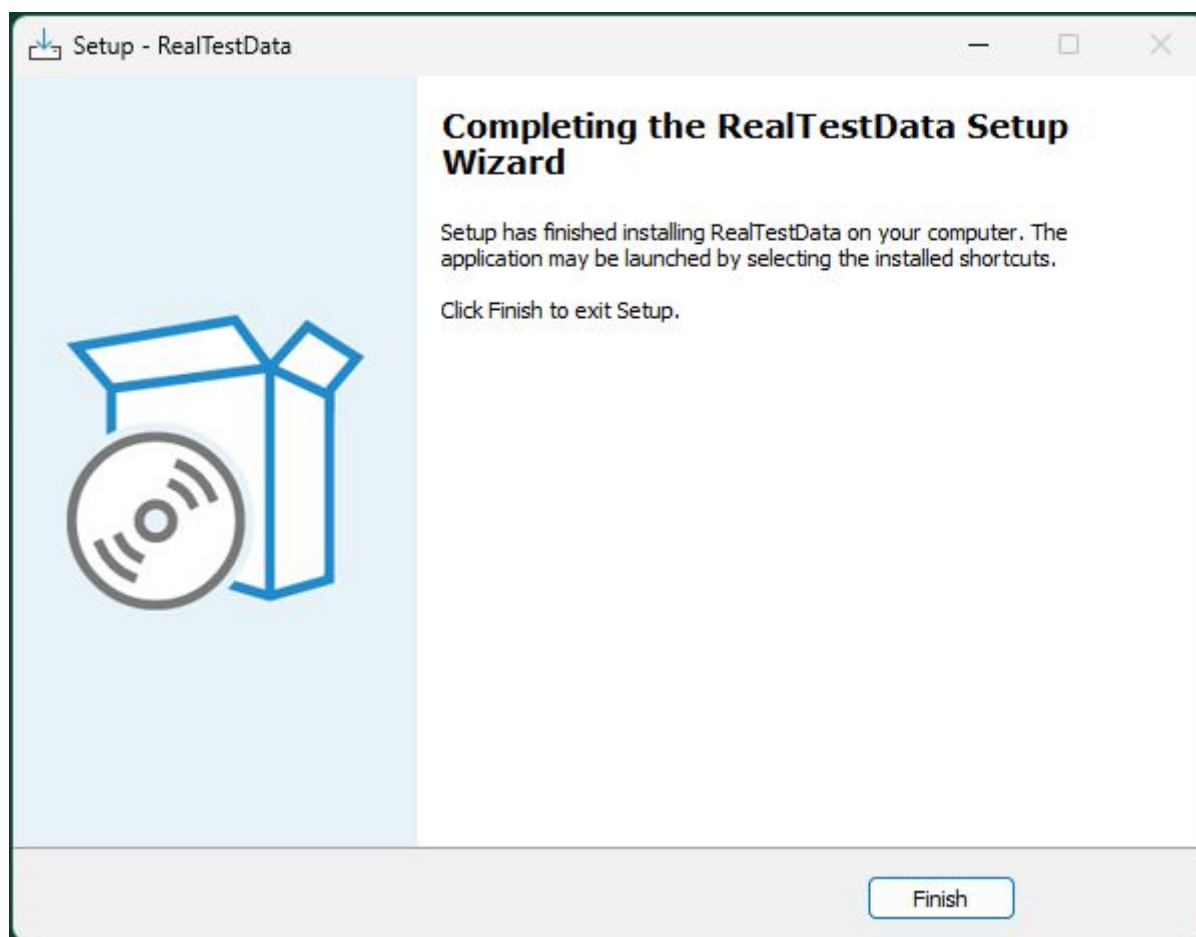 Setup - RealTestData
Completing the RealTestData Setup
Wizard
Setup has finished installing RealTestData on your computer. The
application may be launched by selecting the installed shortcuts.
Click Finish to exit Setup.
Finish